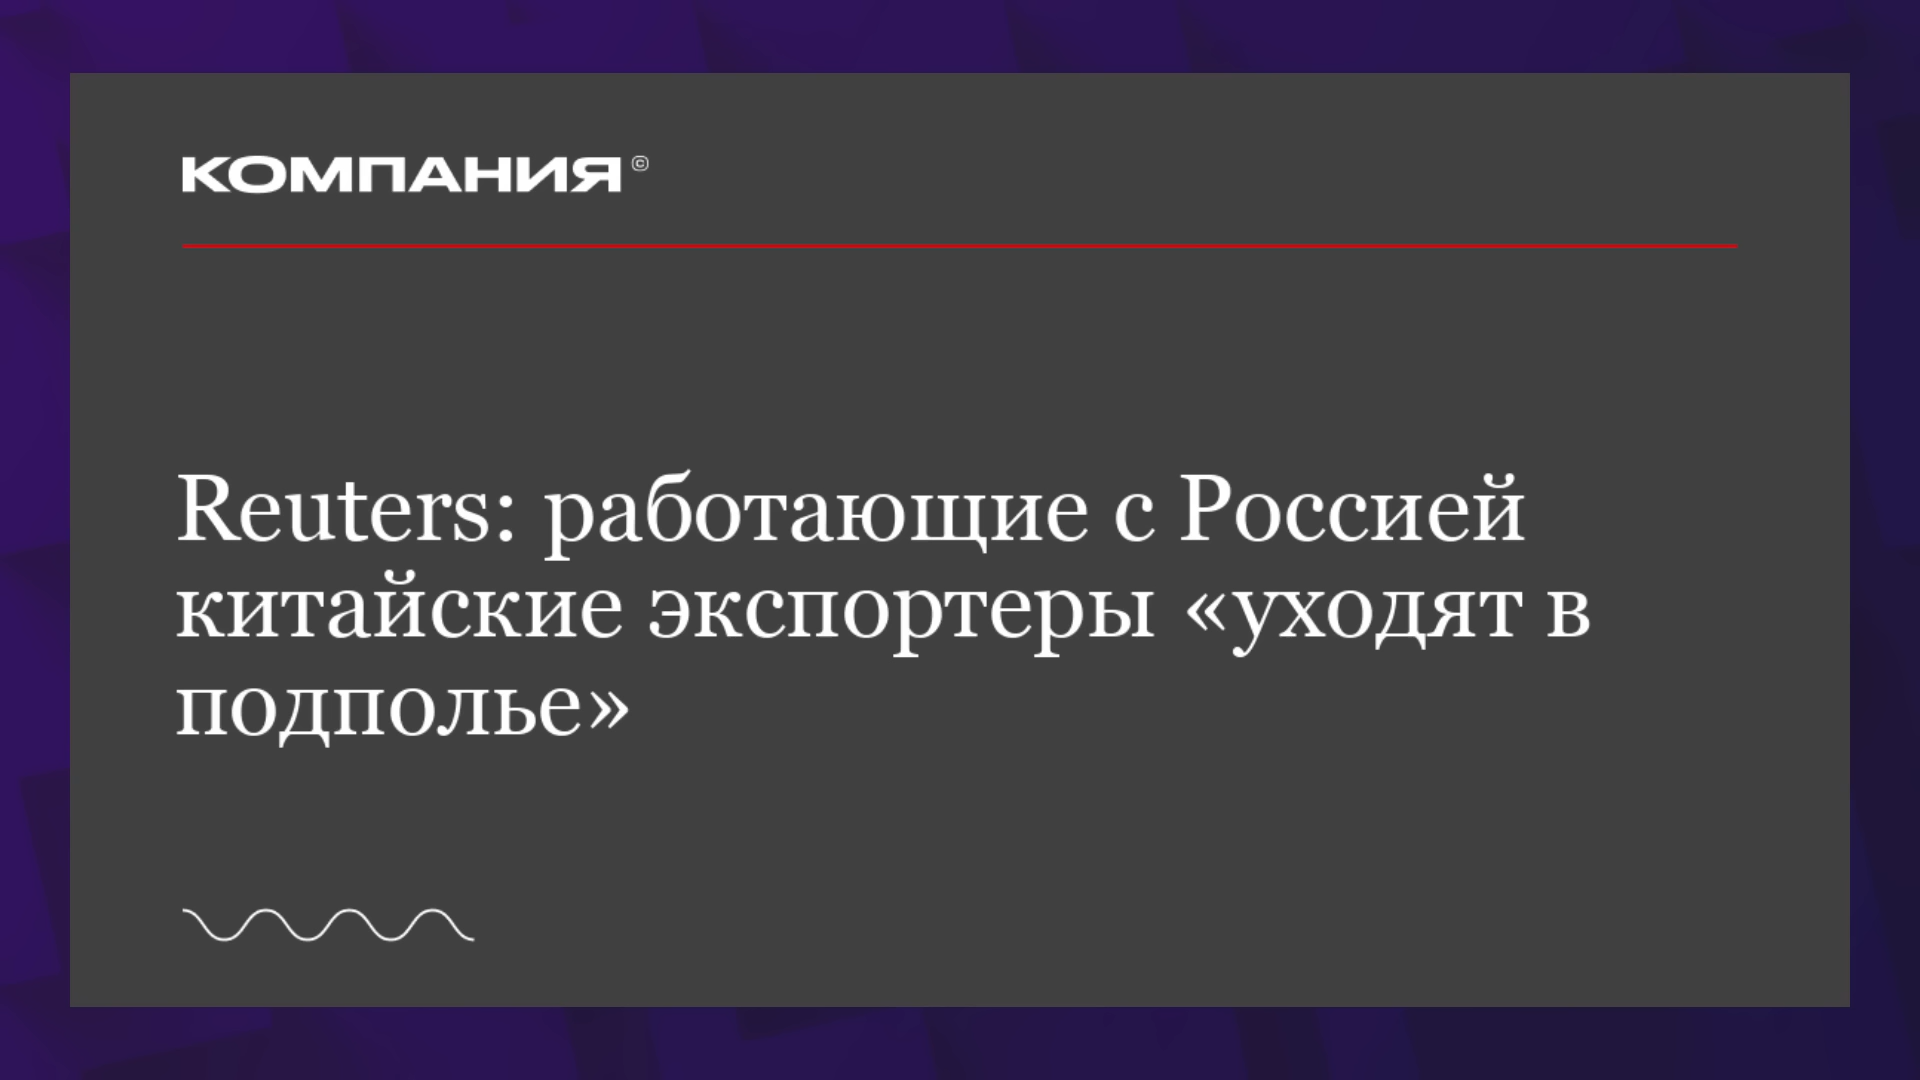 КОМПАНИЯ ©
Reuters: работающие с Россией
китайские экспортеры «уходят в
подполье»